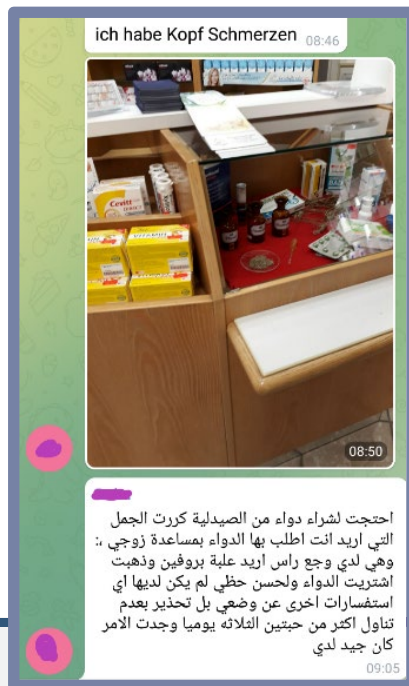 ich habe Kopf Schmerzen 08:46
Cevitt
08:50
احتجت لشراء دواء من الصيدلية كررت الجمل
التي اريد انت اطلب بها الدواء بمساعدة زوجي ،:
وهي لدي وجع راس اريد علبة بروفين وذهبت
اشتريت الدواء ولحسن حظي لم يكن لديها اي
استفسارات اخرى عن وضعي بل تحذير بعدم
تناول اكثر من حبتين الثلاثه يوميا وجدت الامر
كان جيد لدي
09:05